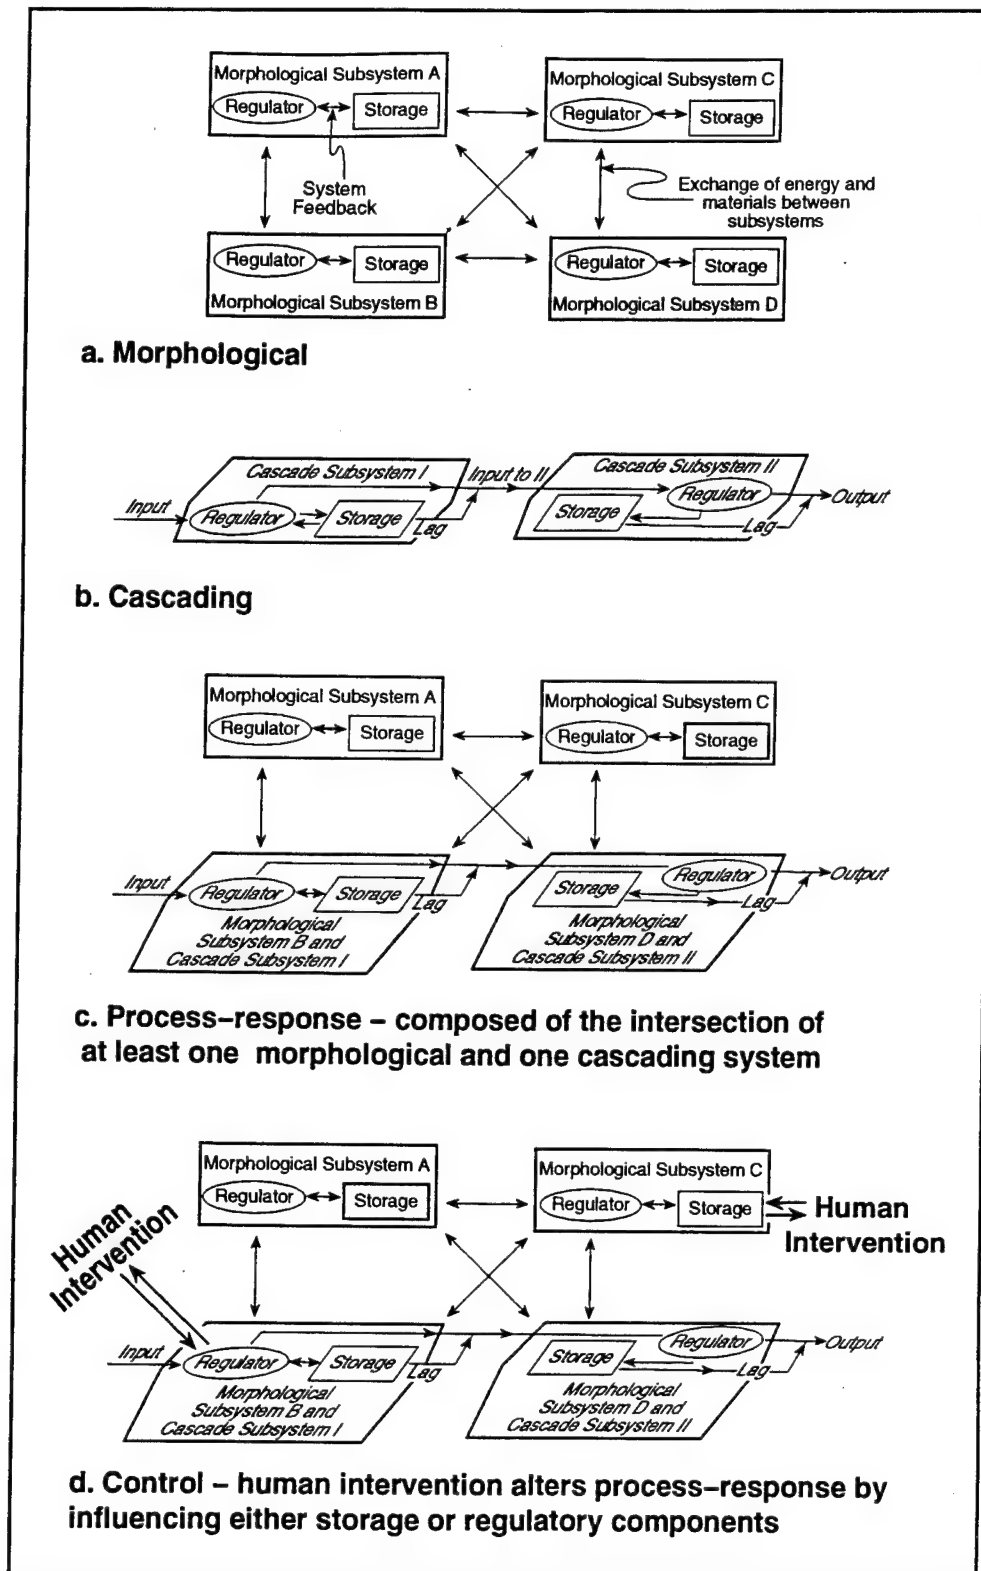 Morphological Subsystem A
Regulator
Storage
Morphological Subsystem C
Regulator
Storage
System
Feedback
Exchange of energy and
materials between
subsystems
Regulator
Storage
Morphological Subsystem B
Regulator
Storage
Morphological Subsystem D
a. Morphological
Cascade Subsystem I
Input to II
Cascade Subsystem II
Input
Regulator
Storage
Lag
Storage
Regulator
Lag
Output
b. Cascading
Morphological Subsystem A
Regulator
Storage
Morphological Subsystem C
Regulator
Storage
Input
Regulator
Storage
Lag
Morphological
Subsystem B and
Cascade Subsystem I
Storage
Regulator
Lag
Output
Morphological
Subsystem D and
Cascade Subsystem II
c. Process–response – composed of the intersection of
at least one morphological and one cascading system
Morphological Subsystem A
Regulator
Storage
Morphological Subsystem C
Regulator
Storage
Human
Intervention
Human
Intervention
Input
Regulator
Storage
Lag
Morphological
Subsystem B and
Cascade Subsystem I
Storage
Regulator
Lag
Output
Morphological
Subsystem D and
Cascade Subsystem II
d. Control – human intervention alters process–response by
influencing either storage or regulatory components